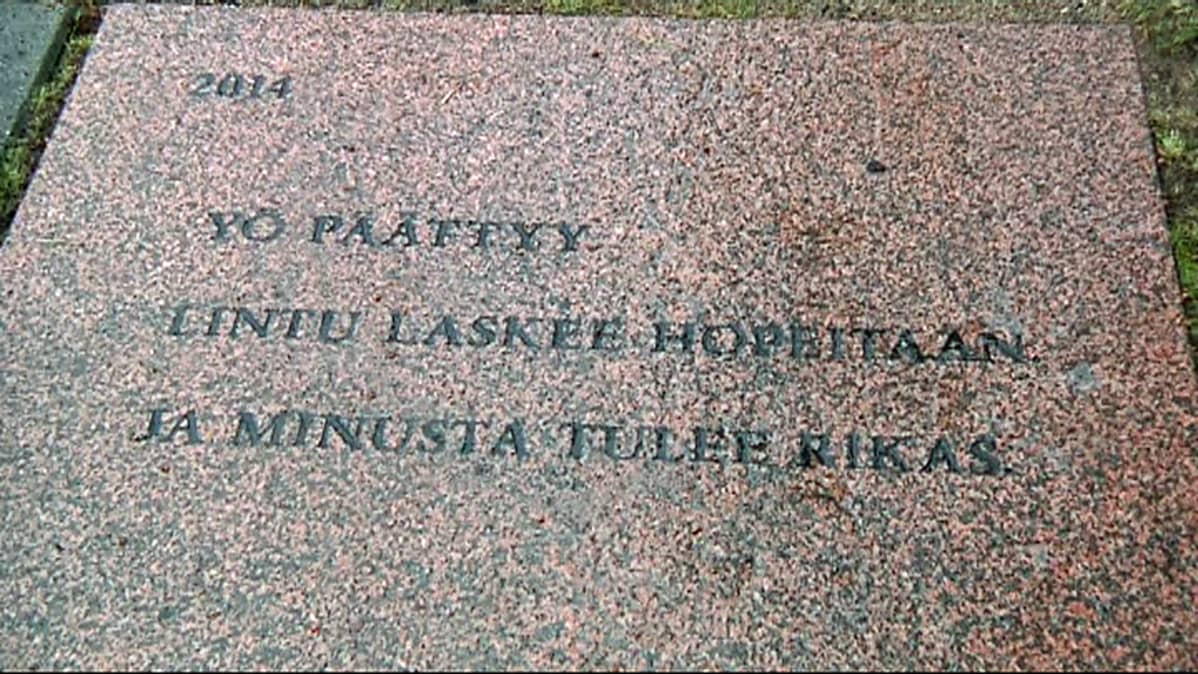 2014
YÖ PÄÄTTYY
LINTU LASKEE HOPEITAAN
JA MINUSTA TULEE RIKAS.